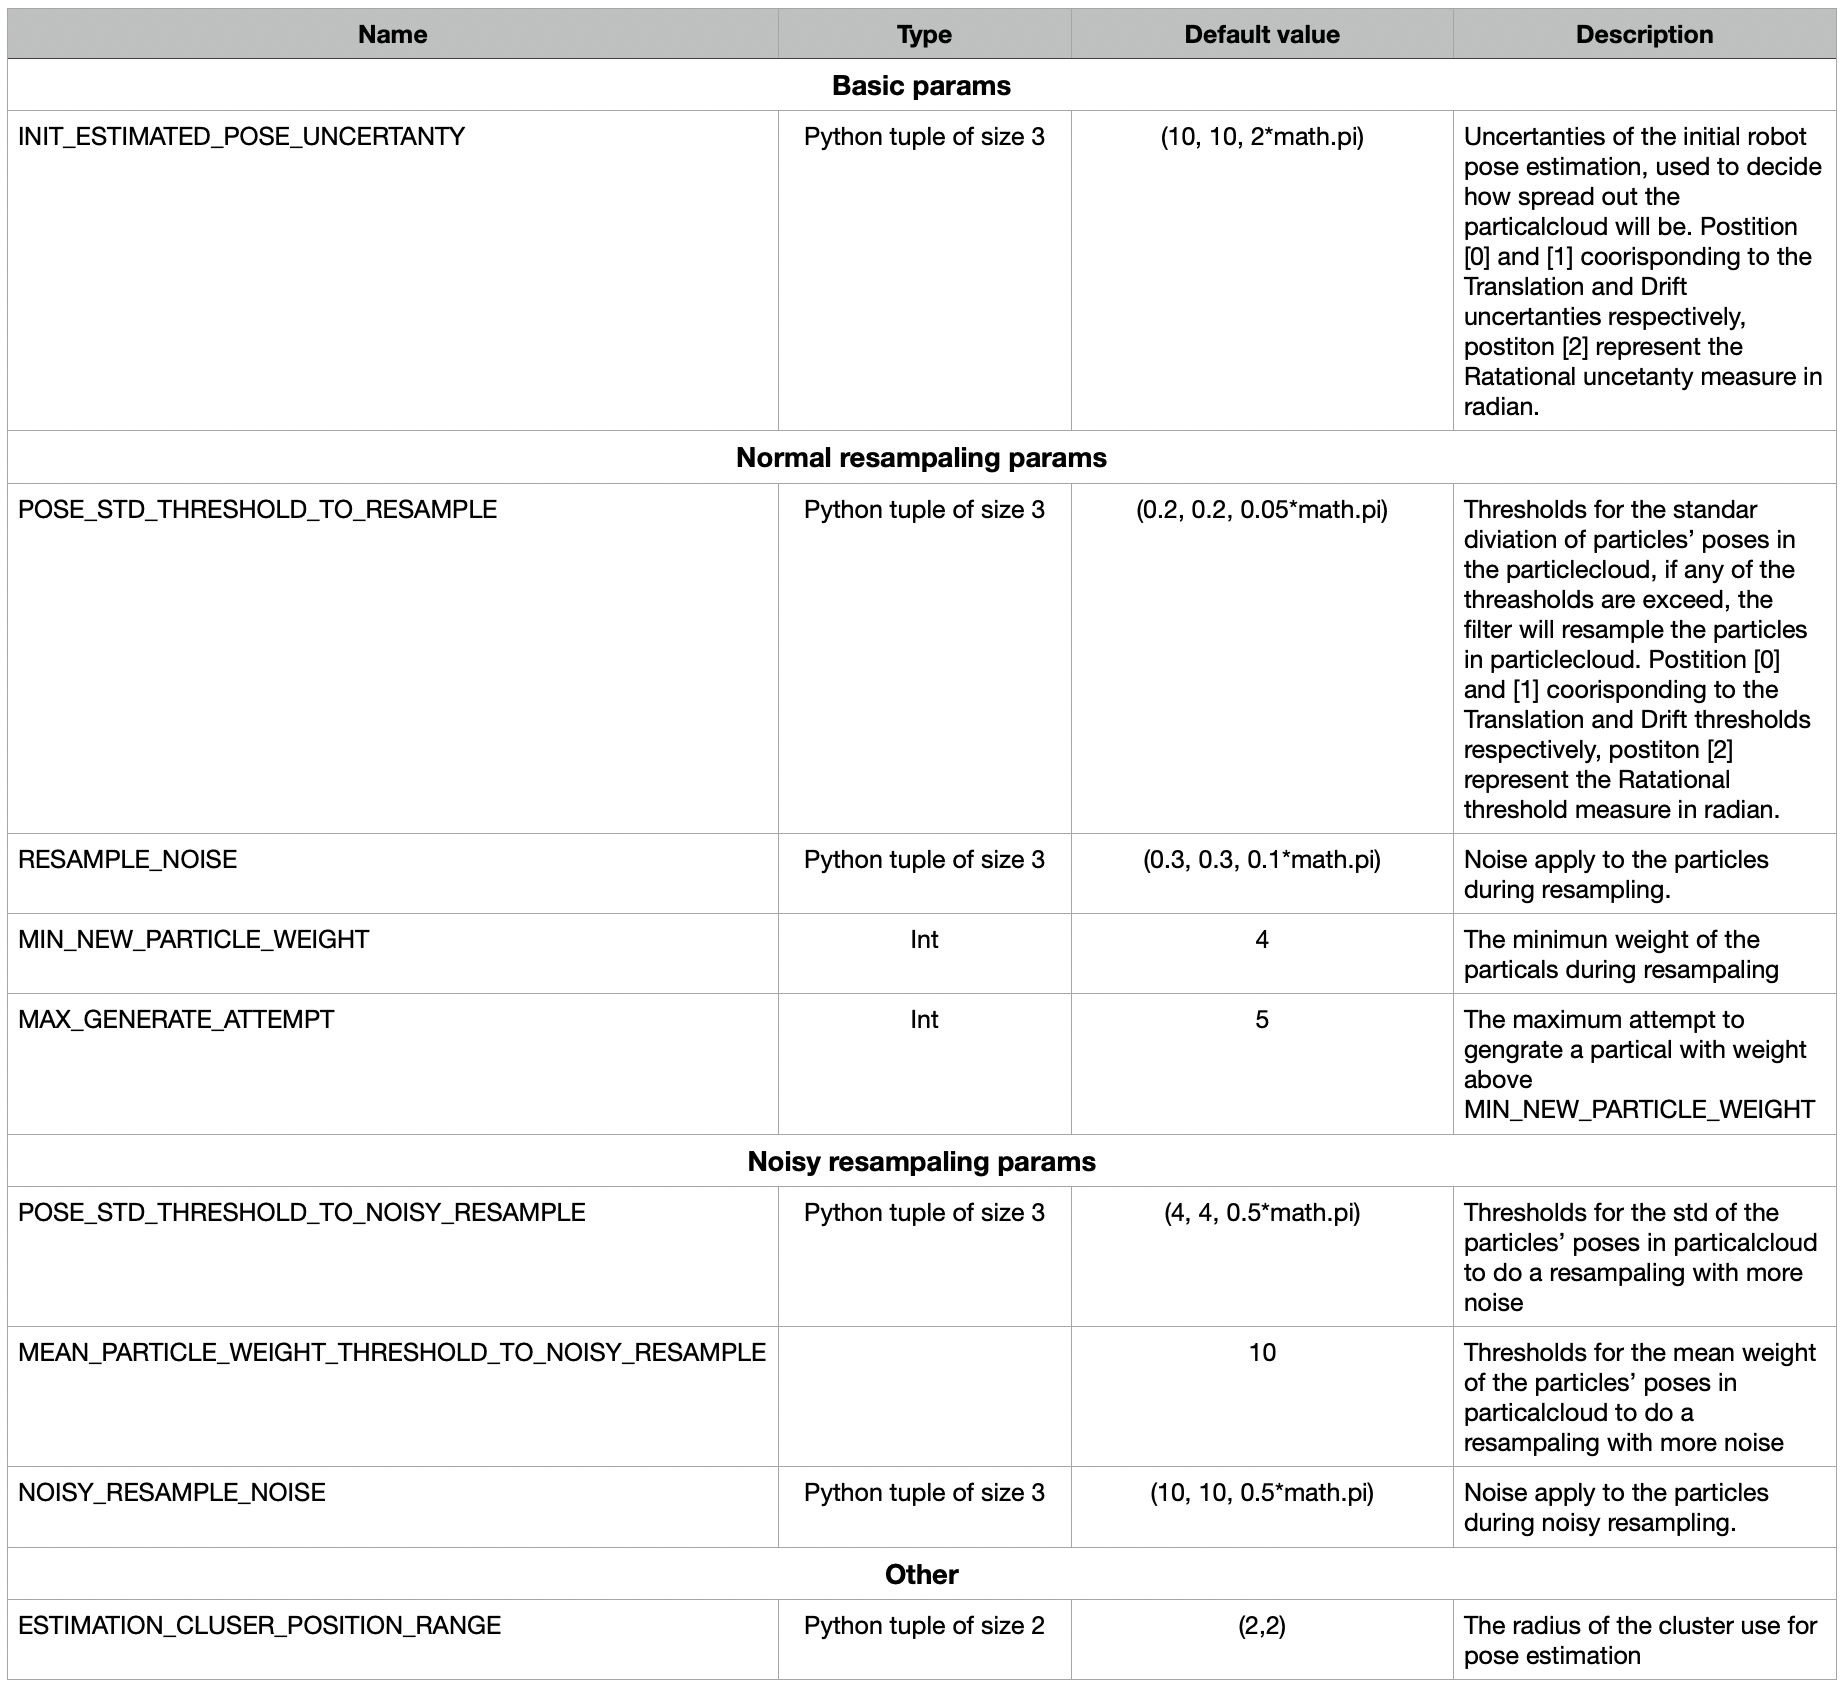 Name Type Default value Description
Basic params
INIT_ESTIMATED_POSE_UNCERTANTY Python tuple of size 3 (10, 10, 2*math.pi) Uncertanties of the initial robot
pose estimation, used to decide
how spread out the
particalcloud will be. Postition
[0] and [1] coorisponding to the
Translation and Drift
uncertanties respectively,
postiton [2] represent the
Ratational uncetanty measure in
radian.
Normal resampaling params
POSE_STD_THRESHOLD_TO_RESAMPLE Python tuple of size 3 (0.2, 0.2, 0.05*math.pi) Thresholds for the standar
diviation of particles’ poses in
the particlecloud, if any of the
threasholds are exceed, the
filter will resample the particles
in particlecloud. Postition [0]
and [1] coorisponding to the
Translation and Drift thresholds
respectively, postiton [2]
represent the Ratational
threshold measure in radian.
RESAMPLE_NOISE Python tuple of size 3 (0.3, 0.3, 0.1*math.pi) Noise apply to the particles
during resampling.
MIN_NEW_PARTICLE_WEIGHT Int 4 The minimun weight of the
particals during resampaling
MAX_GENERATE_ATTEMPT Int 5 The maximum attempt to
gengrate a partical with weight
above
MIN_NEW_PARTICLE_WEIGHT
Noisy resampaling params
POSE_STD_THRESHOLD_TO_NOISY_RESAMPLE Python tuple of size 3 (4, 4, 0.5*math.pi) Thresholds for the std of the
particles’ poses in particalcloud
to do a resampaling with more
noise
MEAN_PARTICLE_WEIGHT_THRESHOLD_TO_NOISY_RESAMPLE 10 Thresholds for the mean weight
of the particles’ poses in
particalcloud to do a
resampaling with more noise
NOISY_RESAMPLE_NOISE Python tuple of size 3 (10, 10, 0.5*math.pi) Noise apply to the particles
during noisy resampling.
Other
ESTIMATION_CLUSER_POSITION_RANGE Python tuple of size 2 (2,2) The radius of the cluster use for
pose estimation